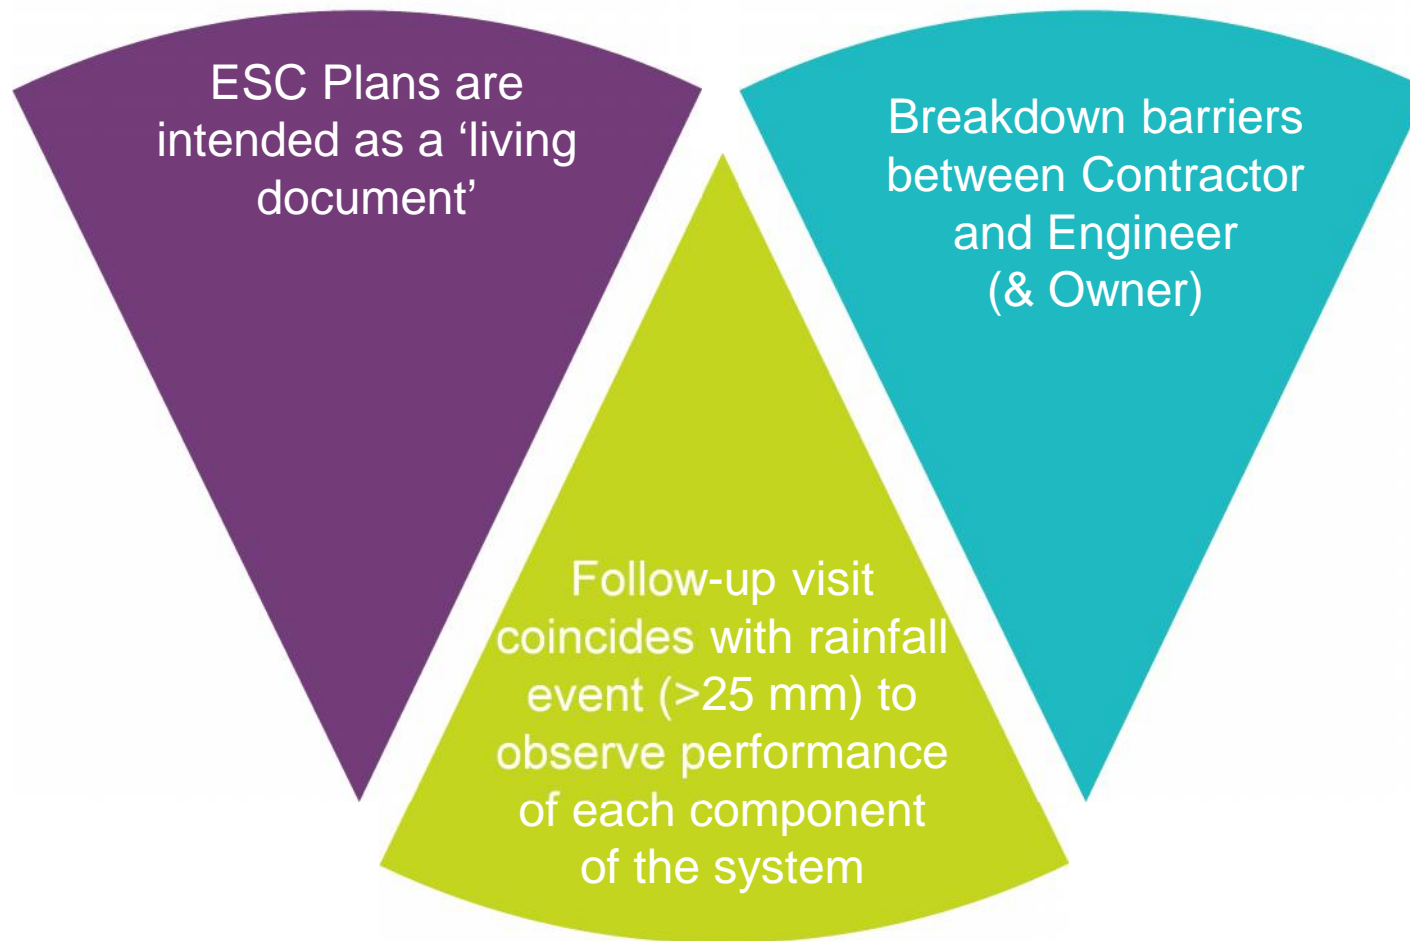 ESC Plans are
intended as a ‘living
document’
Breakdown barriers
between Contractor
and Engineer
(& Owner)
Follow-up visit
coincides with rainfall
event (>25 mm) to
observe performance
of each component
of the system